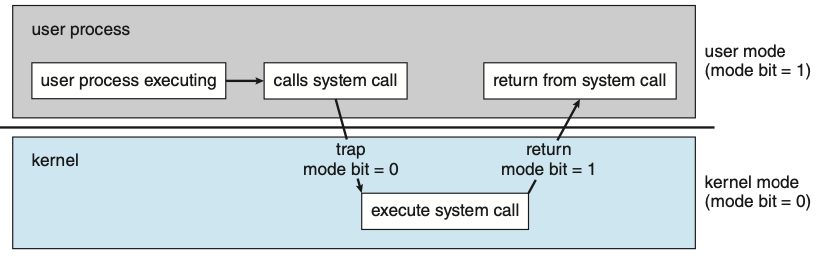 user process
user process executing
calls system call
return from system call
user mode
(mode bit = 1)
kernel
trap
mode bit = 0
return
mode bit = 1
execute system call
kernel mode
(mode bit = 0)